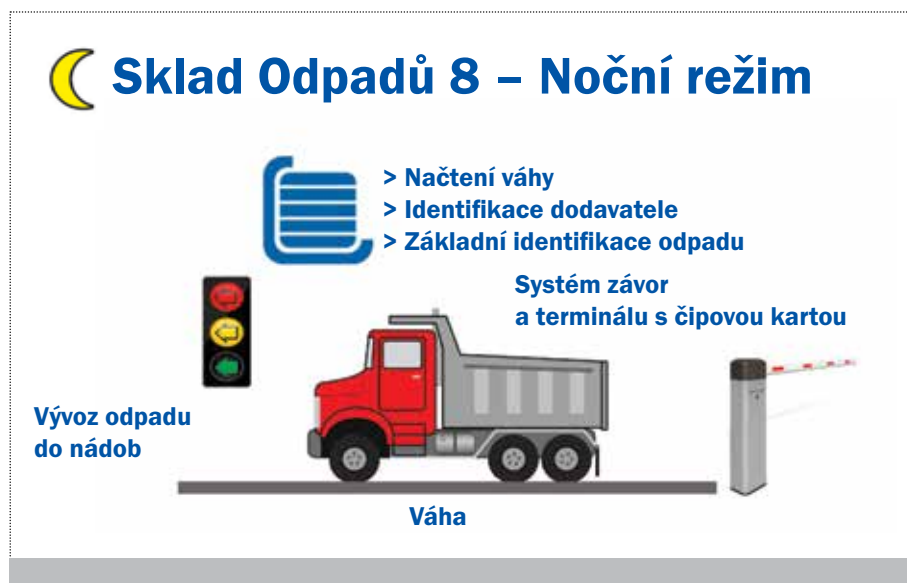 Sklad Odpadů 8 – Noční režim
> Načtení váhy
> Identifikace dodavatele
> Základní identifikace odpadu
Systém závor
a terminálu s čipovou kartou
Vývoz odpadu
do nádob
Váha